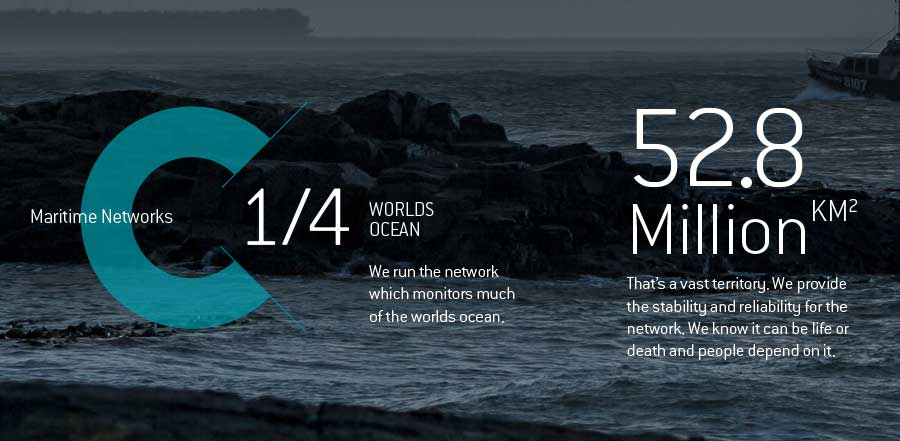 Maritime Networks
1/4
WORLDS
OCEAN
We run the network
which monitors much
of the worlds ocean.
52.8
Million KM²
That's a vast territory. We provide
the stability and reliability for the
network. We know it can be life or
death and people depend on it.
8107